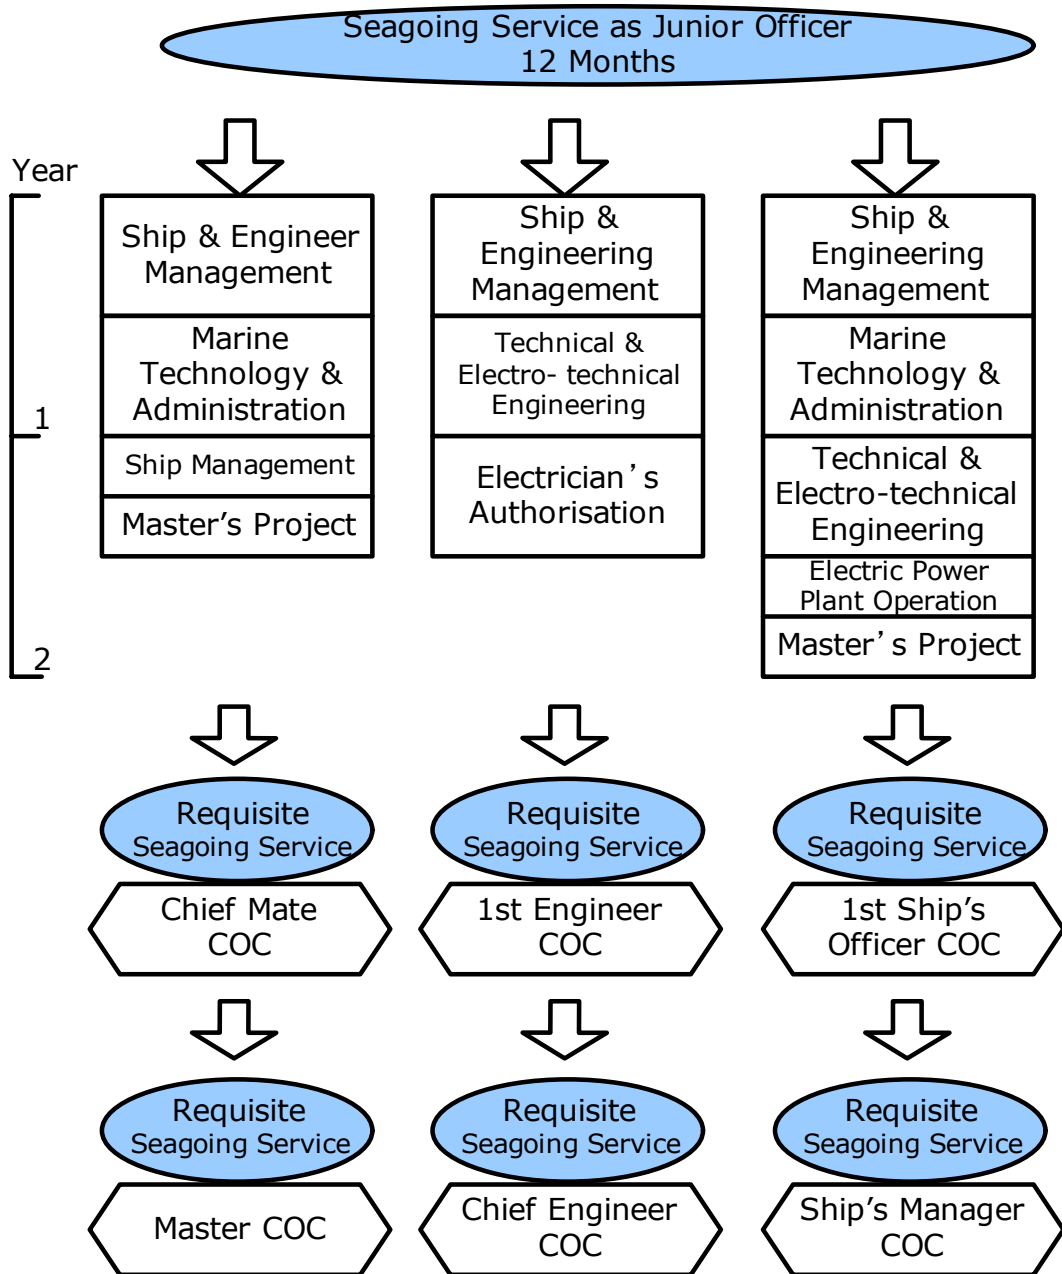 Seagoing Service as Junior Officer
12 Months
Year
1
2
Ship & Engineer
Management
Marine
Technology &
Administration
Ship Management
Master's Project
Ship &
Engineering
Management
Technical &
Electro- technical
Engineering
Electrician's
Authorisation
Ship &
Engineering
Management
Marine
Technology &
Administration
Technical &
Electro-technical
Engineering
Electric Power
Plant Operation
Master's Project
Requisite
Seagoing Service
Chief Mate
COC
Requisite
Seagoing Service
1st Engineer
COC
Requisite
Seagoing Service
1st Ship's
Officer COC
Requisite
Seagoing Service
Master COC
Requisite
Seagoing Service
Chief Engineer
COC
Requisite
Seagoing Service
Ship's Manager
COC